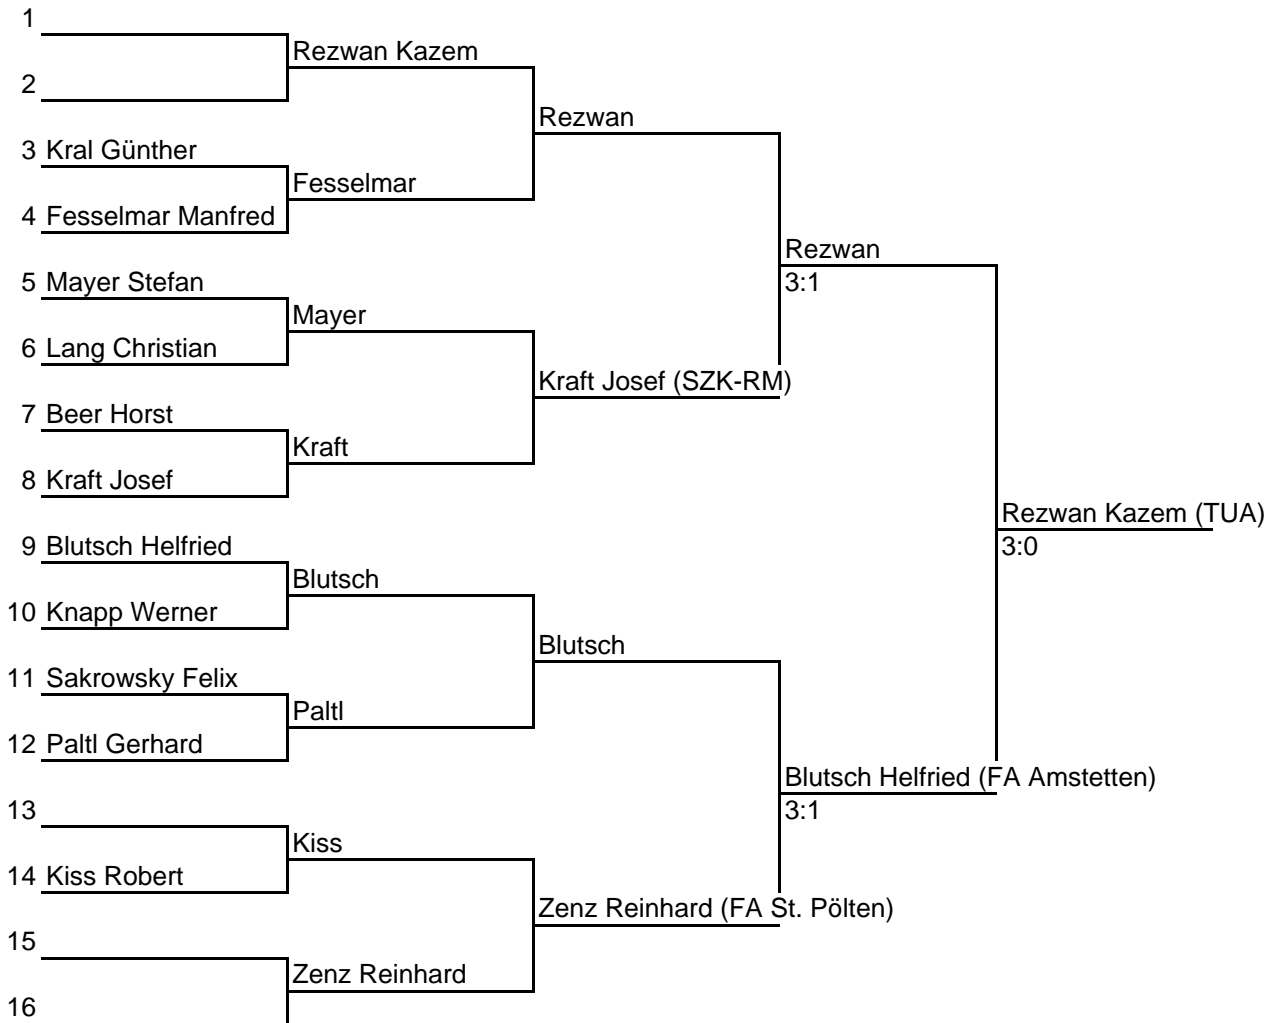 1
Rezwan Kazem
2
Rezwan
3 Kral Günther
Fesselmar
4 Fesselmar Manfred
Rezwan
5 Mayer Stefan
3:1
Mayer
6 Lang Christian
Kraft Josef (SZK-RM)
7 Beer Horst
Kraft
8 Kraft Josef
Rezwan Kazem (TUA)
9 Blutsch Helfried
3:0
Blutsch
10 Knapp Werner
Blutsch
11 Sakrowsky Felix
Paltl
12 Paltl Gerhard
Blutsch Helfried (FA Amstetten)
13
3:1
Kiss
14 Kiss Robert
Zenz Reinhard (FA St. Pölten)
15
Zenz Reinhard
16